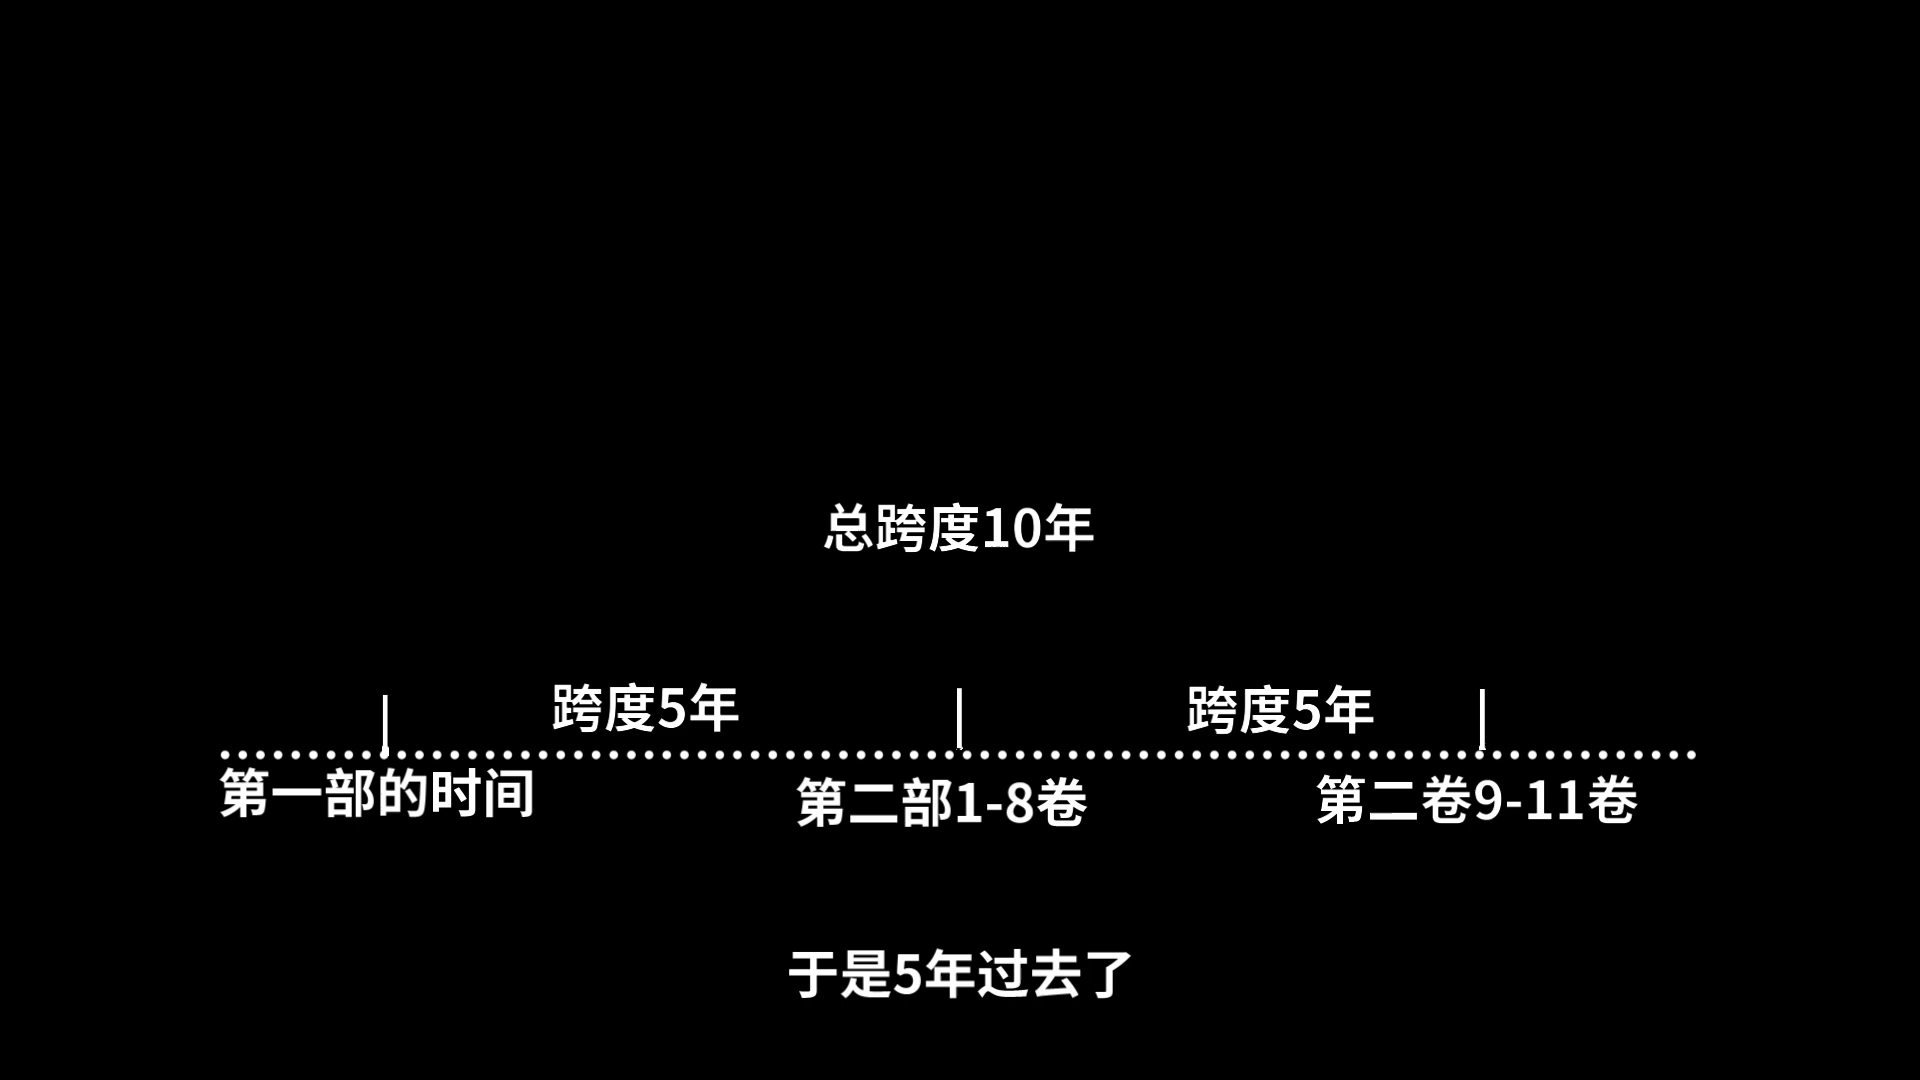 总跨度10年
跨度5年
跨度5年
第一部的时间
第二部1-8卷
第二卷9-11卷
于是5年过去了